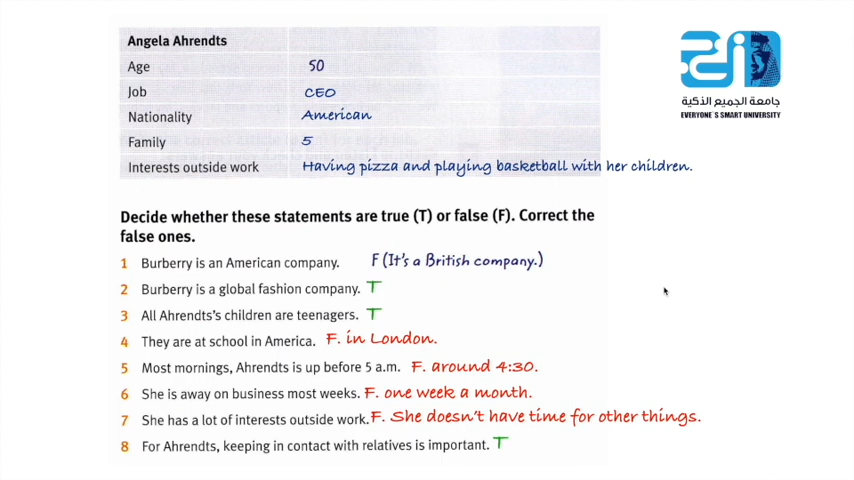 Angela Ahrendts
Age 50
Job CEO
Nationality American
Family 5
Interests outside work Having pizza and playing basketball with her children.
جامعة الجميع الذكية
EVERYONE`S SMART UNIVERSITY
Decide whether these statements are true (T) or false (F). Correct the
false ones.
1 Burberry is an American company. F (It's a British company.)
2 Burberry is a global fashion company. T
3 All Ahrendts's children are teenagers. T
4 They are at school in America. F. in London.
5 Most mornings, Ahrendts is up before 5 a.m. F. around 4:30.
6 She is away on business most weeks. F. one week a month.
7 She has a lot of interests outside work. F. She doesn't have time for other things.
8 For Ahrendts, keeping in contact with relatives is important. T